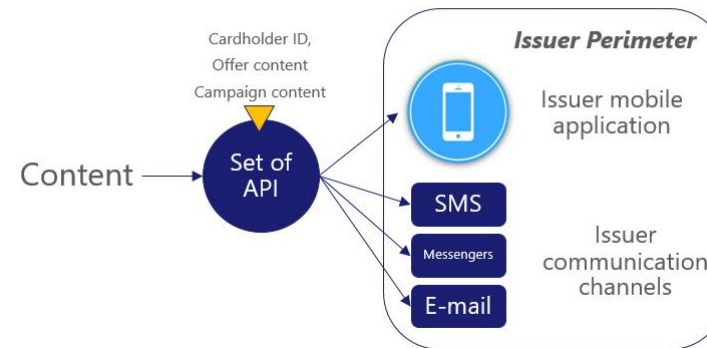 Cardholder ID,
Offer content
Campaign content
Content
Set of
API
Issuer Perimeter
Issuer mobile
application
SMS
Messengers
E-mail
Issuer
communication
channels